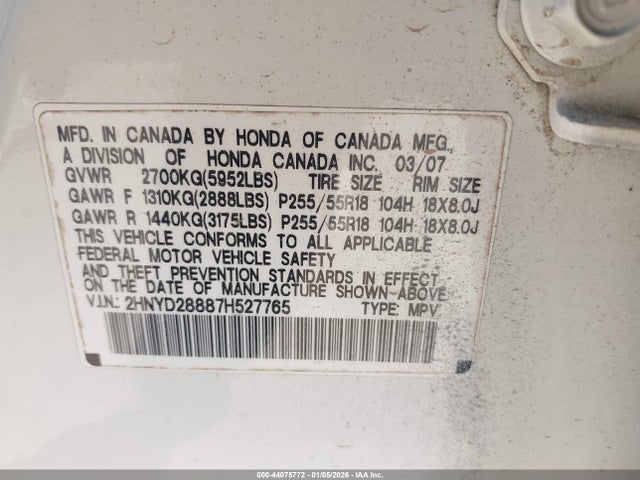 MFD. IN CANADA BY HONDA OF CANADA MFG.,
A DIVISION OF HONDA CANADA INC. 03/07
GVWR 2700KG(5952LBS) TIRE SIZE RIM SIZE
GAWR F 1310KG(2888LBS) P255/55R18 104H 18X8.0J
GAWR R 1440KG(3175LBS) P255/55R18 104H 18X8.0J
THIS VEHICLE CONFORMS TO ALL APPLICABLE
FEDERAL MOTOR VEHICLE SAFETY
AND THEFT PREVENTION STANDARDS IN EFFECT
ON THE DATE OF MANUFACTURE SHOWN ABOVE.
V.I.N.: 2HNYD28887H527765 TYPE: MPV
000-44075772 - 01/05/2026 - IAA Inc.